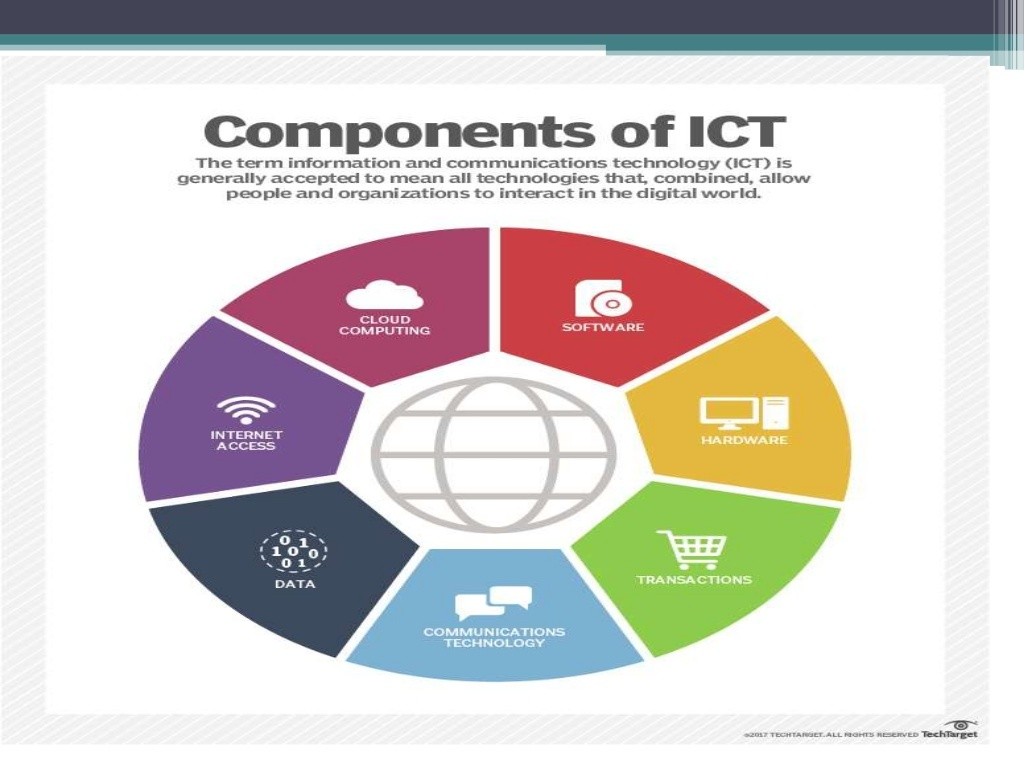 Components of ICT
The term information and communications technology (ICT) is
generally accepted to mean all technologies that, combined, allow
people and organizations to interact in the digital world.
CLOUD
COMPUTING
SOFTWARE
INTERNET
ACCESS
HARDWARE
0 1
1 0 0
0 1
DATA
TRANSACTIONS
COMMUNICATIONS
TECHNOLOGY
©2017 TECHTARGET. ALL RIGHTS RESERVED TechTarget